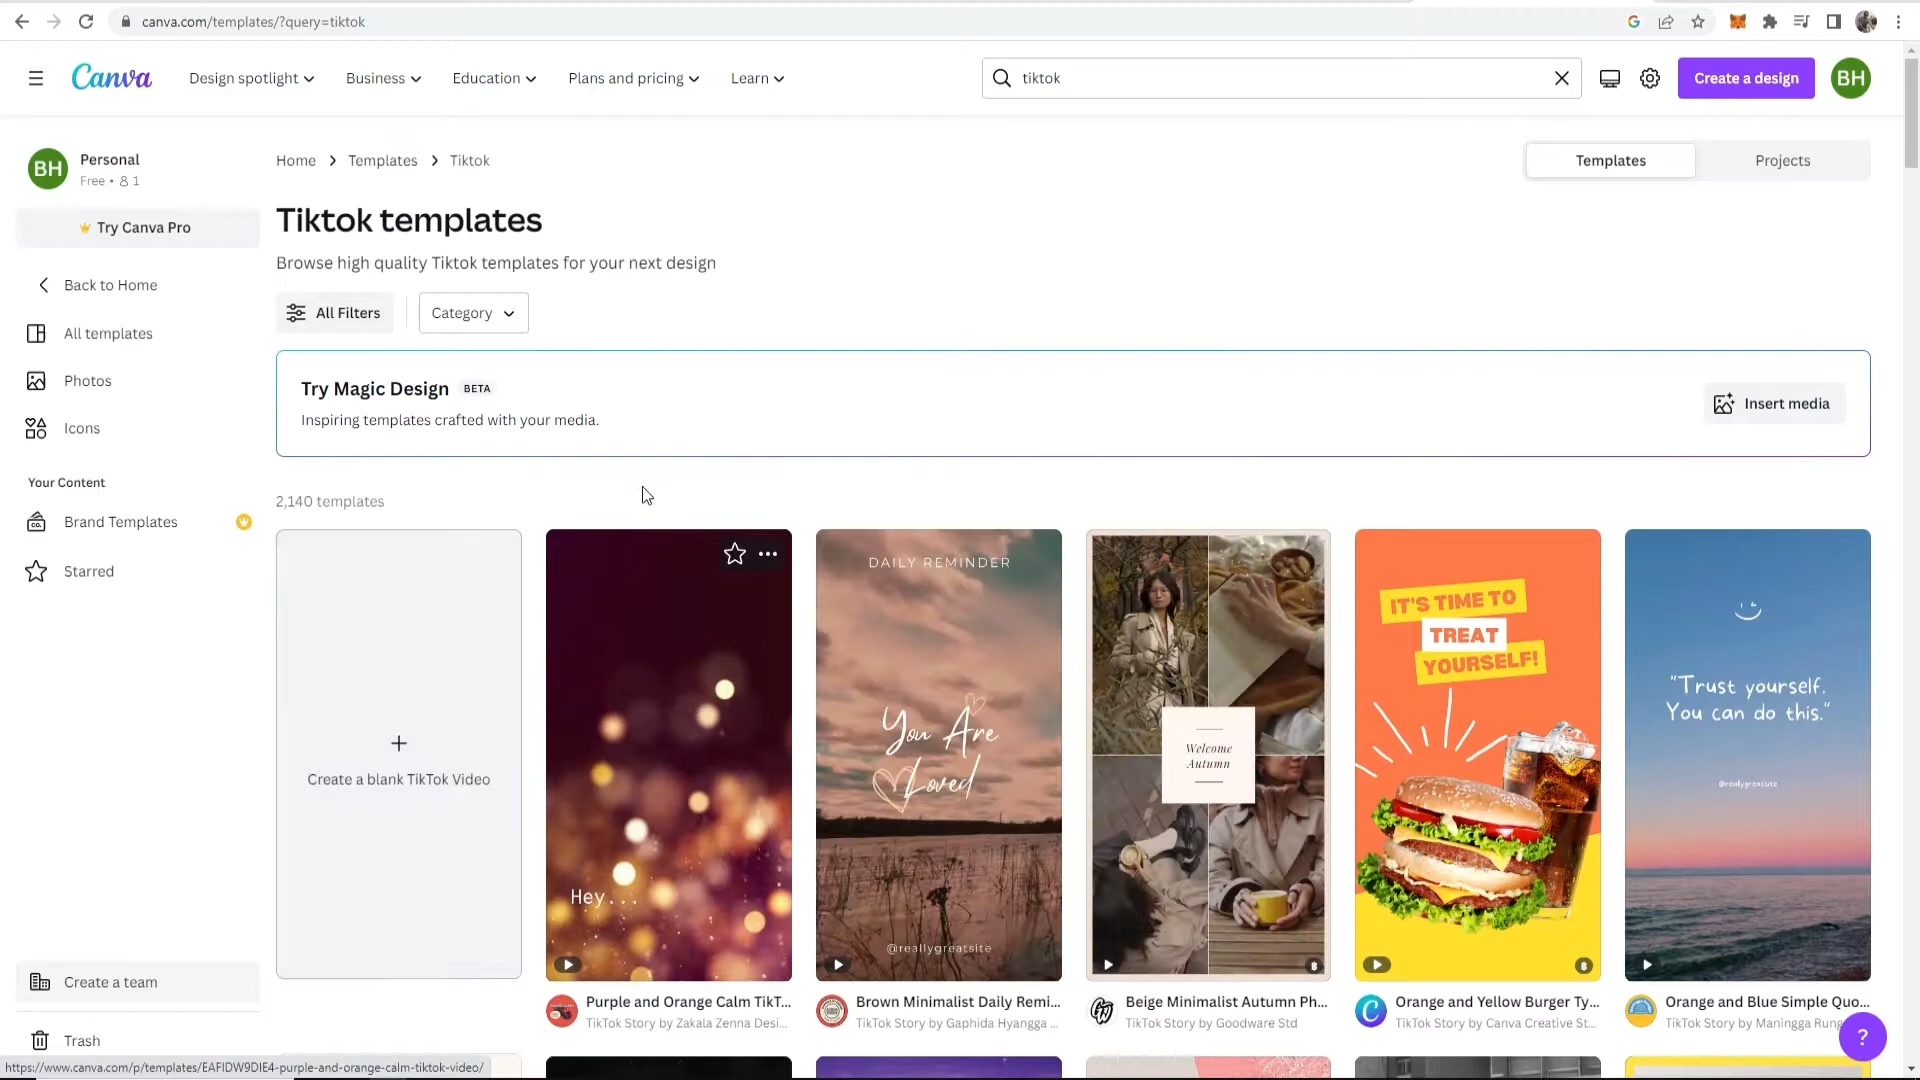 canva.com/templates/?query=tiktok
Canva
Design spotlight
Business
Education
Plans and pricing
Learn
tiktok
Create a design
BH
BH
Personal
Free • 1
Try Canva Pro
Back to Home
All templates
Photos
Icons
Your Content
Brand Templates
Starred
Create a team
Trash
Home > Templates > Tiktok
Templates
Projects
Tiktok templates
Browse high quality Tiktok templates for your next design
All Filters
Category
Try Magic Design BETA
Inspiring templates crafted with your media.
Insert media
2,140 templates
+
Create a blank TikTok Video
Hey...
Purple and Orange Calm TikT...
TikTok Story by Zakala Zenna Desi...
DAILY REMINDER
You Are
Loved
@reallygreatsite
Brown Minimalist Daily Remi...
TikTok Story by Gaphida Hyangga ...
Welcome
Autumn
Beige Minimalist Autumn Ph...
TikTok Story by Goodware Std
IT'S TIME TO
TREAT
YOURSELF!
Orange and Yellow Burger Ty...
TikTok Story by Canva Creative St...
"Trust yourself.
You can do this."
@reallygreatsite
Orange and Blue Simple Quo...
TikTok Story by Maningga Rung
?
https://www.canva.com/p/templates/EAFIDW9DIE4-purple-and-orange-calm-tiktok-video/